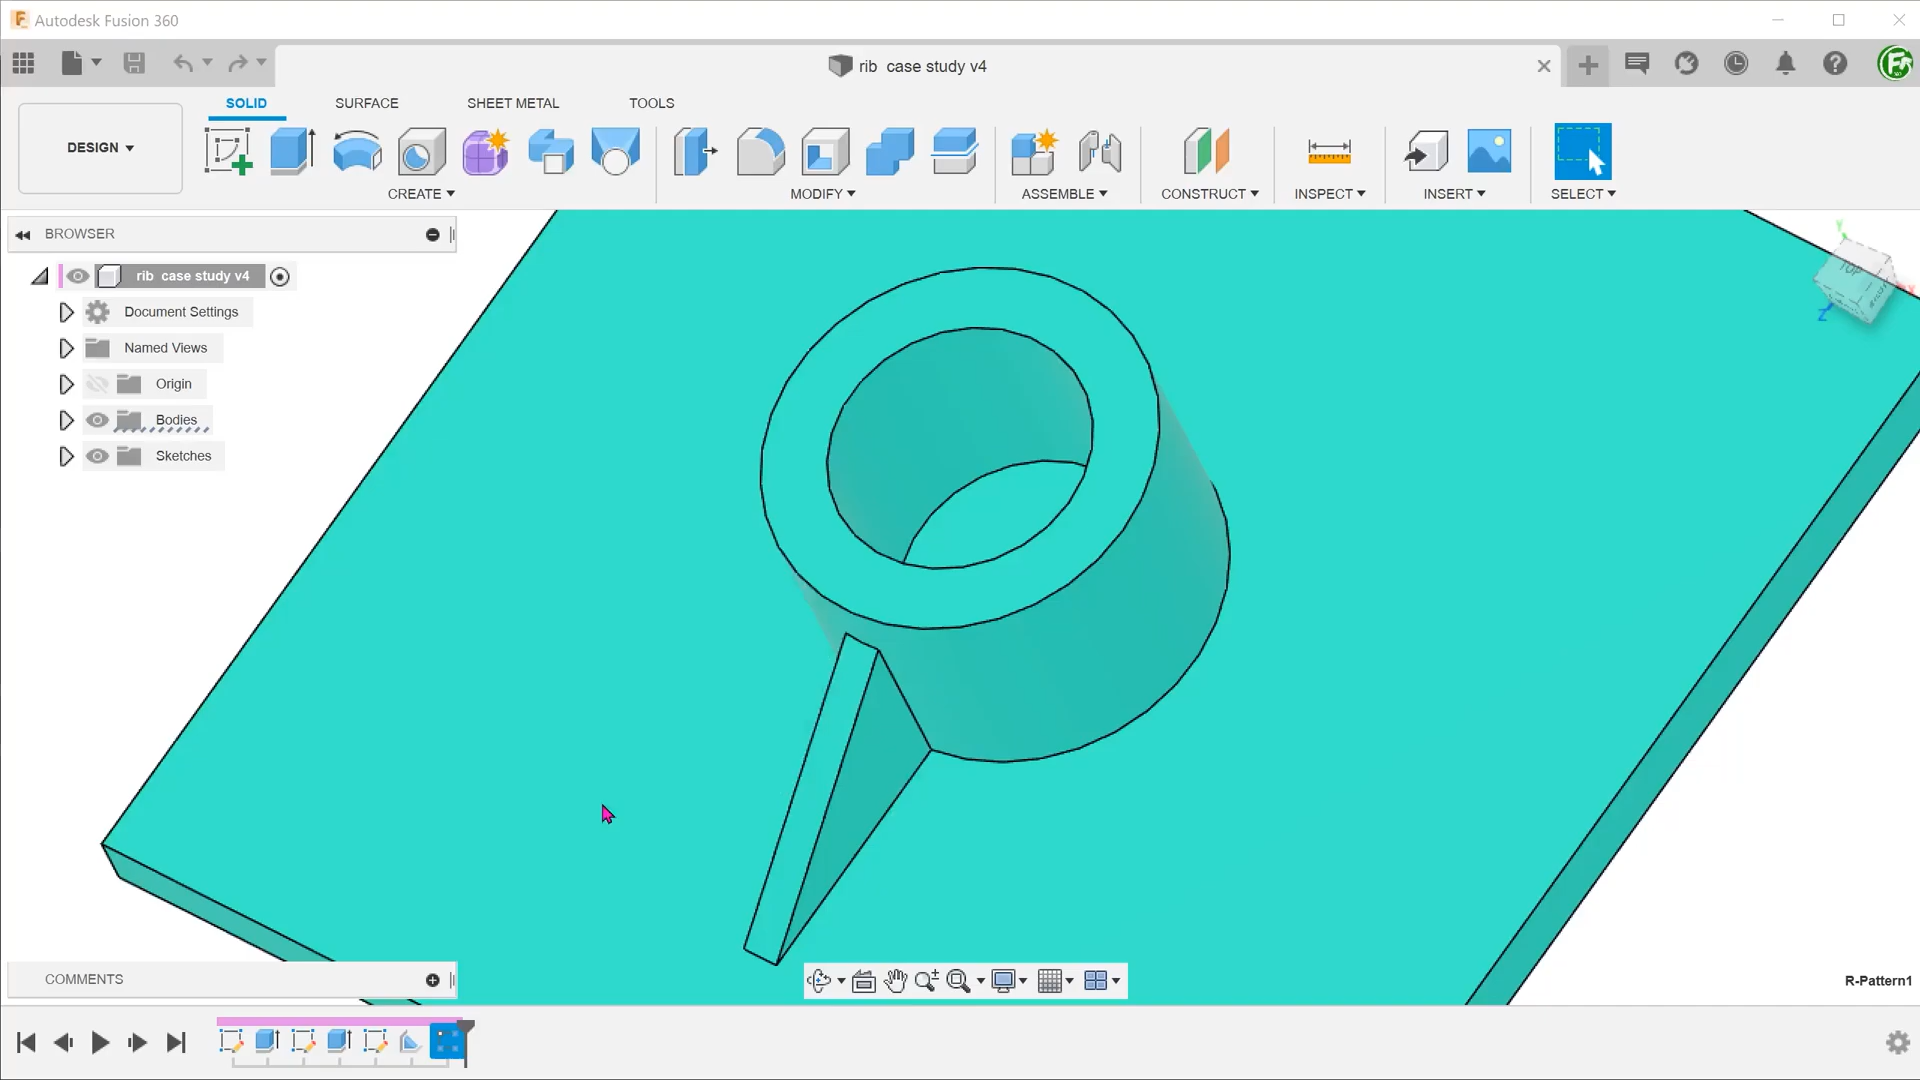 Autodesk Fusion 360
rib case study v4
SOLID
SURFACE
SHEET METAL
TOOLS
DESIGN
CREATE
MODIFY
ASSEMBLE
CONSTRUCT
INSPECT
INSERT
SELECT
BROWSER
rib case study v4
Document Settings
Named Views
Origin
Bodies
Sketches
TOP
Y
X
Z
COMMENTS
R-Pattern1